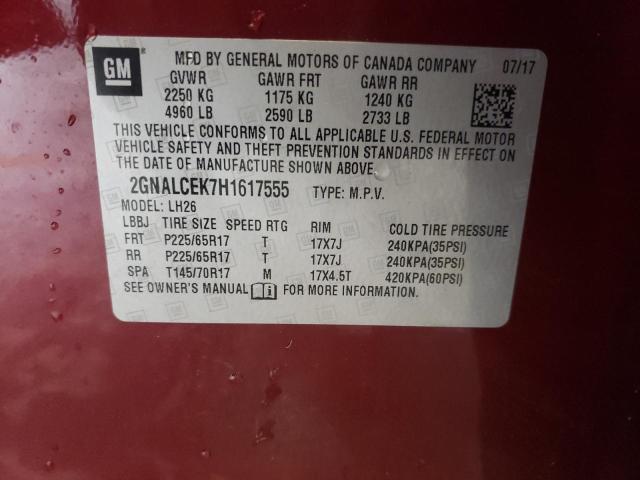 GM
MFD BY GENERAL MOTORS OF CANADA COMPANY 07/17
GVWR GAWR FRT GAWR RR
2250 KG 1175 KG 1240 KG
4960 LB 2590 LB 2733 LB
THIS VEHICLE CONFORMS TO ALL APPLICABLE U.S. FEDERAL MOTOR
VEHICLE SAFETY AND THEFT PREVENTION STANDARDS IN EFFECT ON
THE DATE OF MANUFACTURE SHOWN ABOVE.
2GNALCEK7H1617555 TYPE: M.P.V.
MODEL: LH26
LBBJ TIRE SIZE SPEED RTG RIM COLD TIRE PRESSURE
FRT P225/65R17 T 17X7J 240KPA(35PSI)
RR P225/65R17 T 17X7J 240KPA(35PSI)
SPA T145/70R17 M 17X4.5T 420KPA(60PSI)
SEE OWNER'S MANUAL FOR MORE INFORMATION.